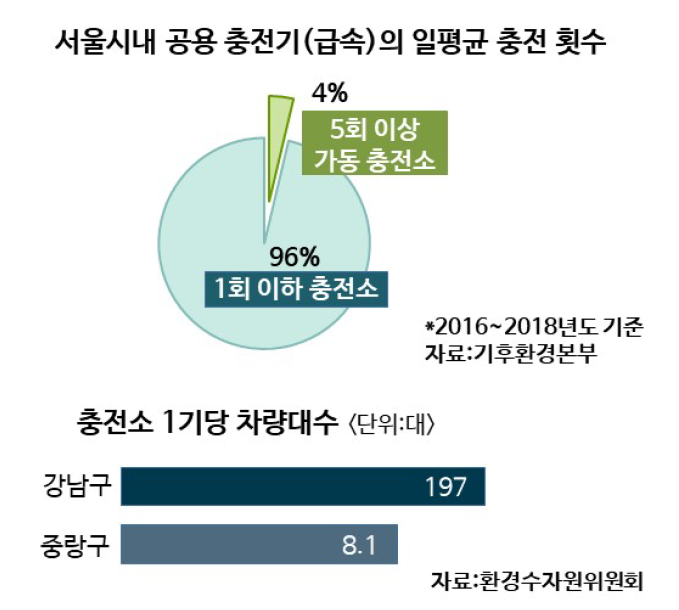 서울시내 공용 충전기(급속)의 일평균 충전 횟수
4%
5회 이상
가동 충전소
96%
1회 이하 충전소
*2016~2018년도 기준
자료:기후환경본부
충전소 1기당 차량대수 〈단위:대〉
강남구 197
중랑구 8.1
자료:환경수자원위원회